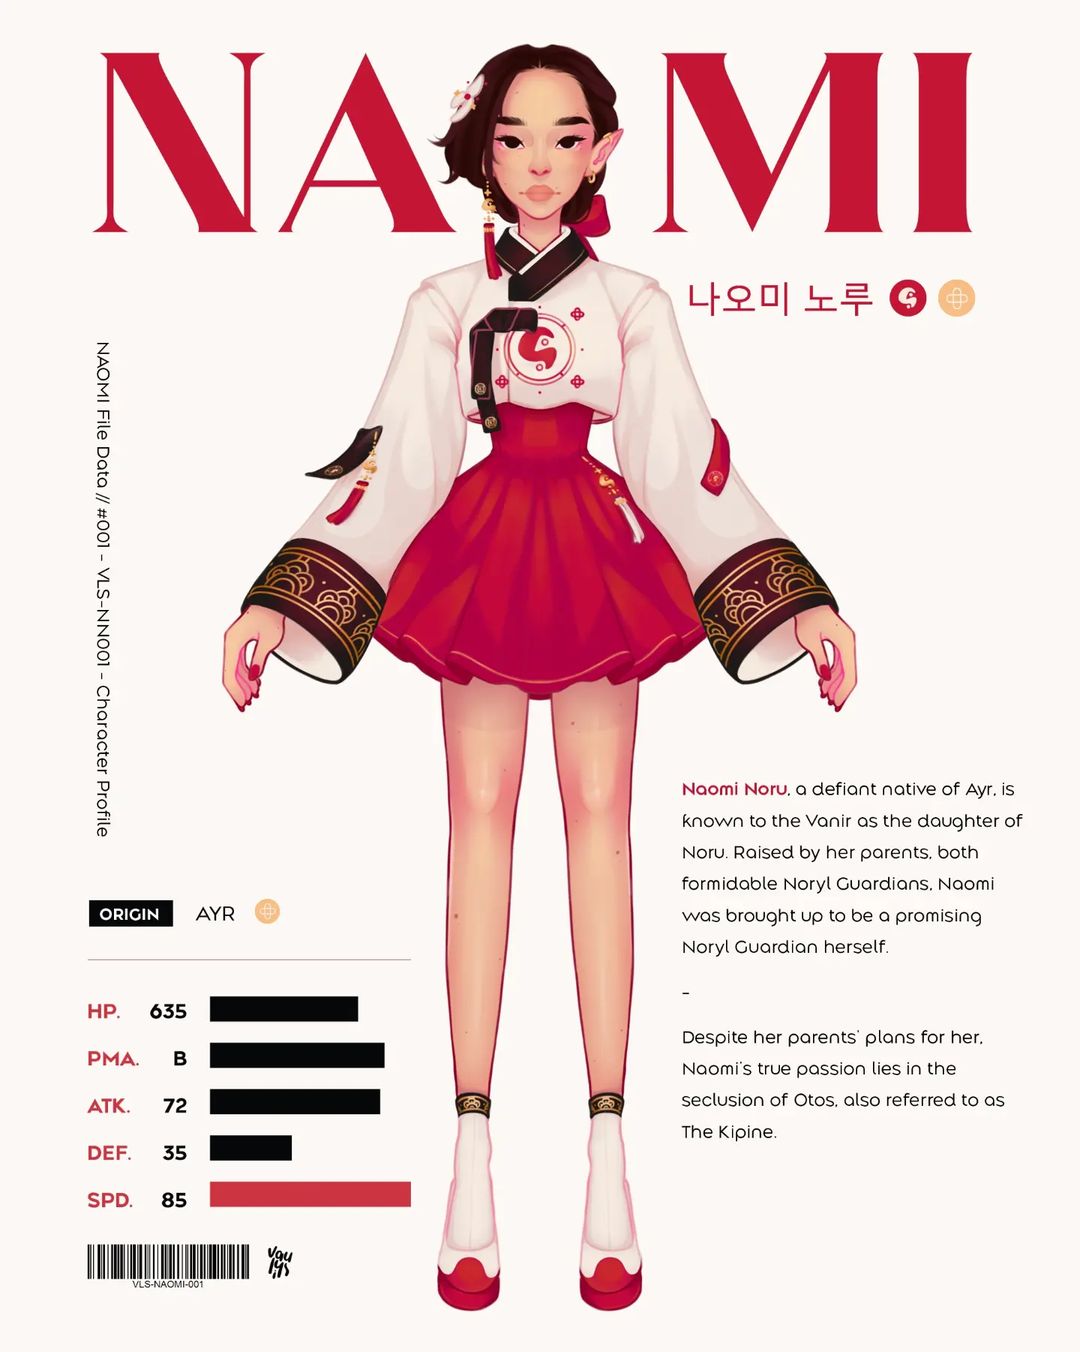 NAOMI
나오미 노루
NAOMI File Data // #001 - VLS-NN001 - Character Profile
Naomi Noru, a defiant native of Ayr, is
known to the Vanir as the daughter of
Noru. Raised by her parents, both
formidable Noryl Guardians, Naomi
was brought up to be a promising
Noryl Guardian herself.
-
Despite her parents' plans for her,
Naomi's true passion lies in the
seclusion of Otos, also referred to as
The Kipine.
ORIGIN AYR
HP. 635
PMA. B
ATK. 72
DEF. 35
SPD. 85
VLS-NAOMI-001